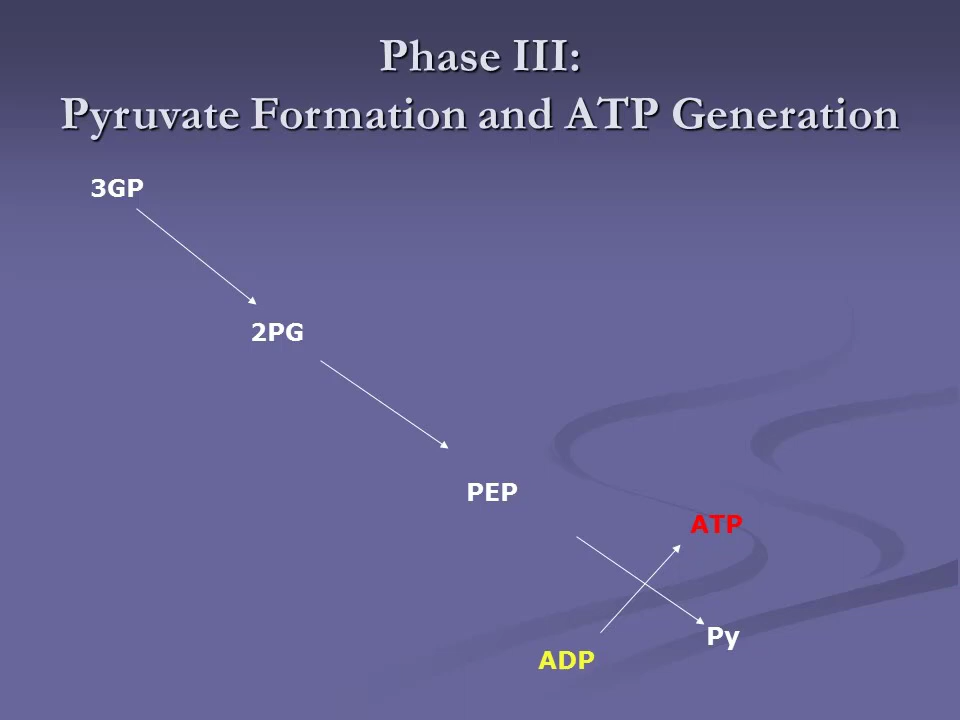 Phase III:
Pyruvate Formation and ATP Generation
3GP
2PG
PEP
ATP
Py
ADP